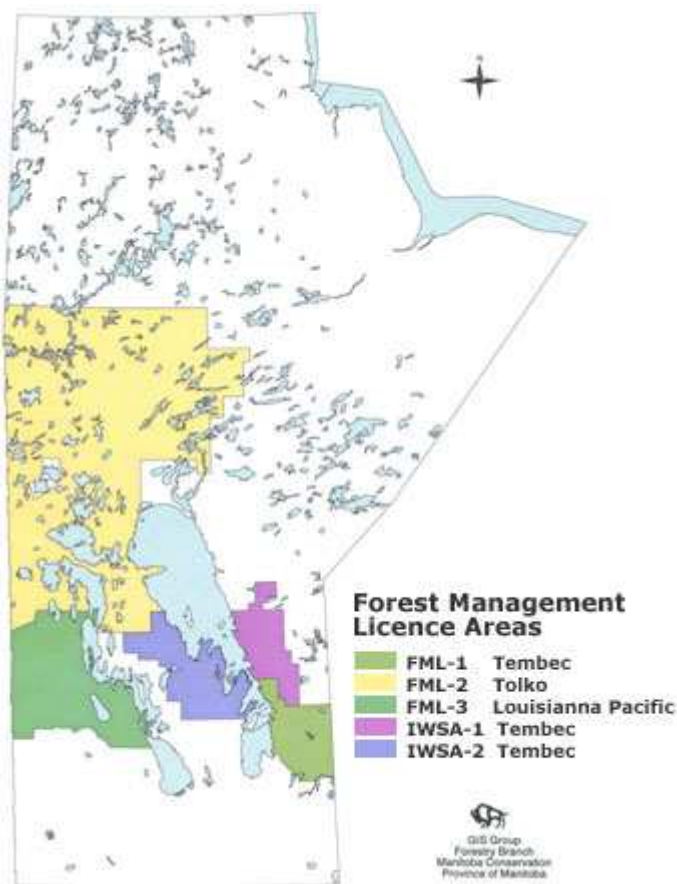 N
Forest Management
Licence Areas
FML-1 Tembec
FML-2 Tolko
FML-3 Louisianna Pacific
IWSA-1 Tembec
IWSA-2 Tembec
GIS Group
Forestry Branch
Manitoba Conservation
Province of Manitoba